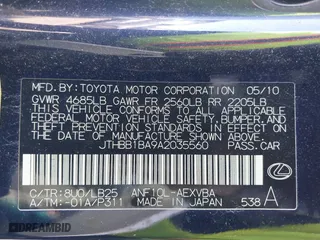 MFD. BY: TOYOTA MOTOR CORPORATION 05/10
GVWR 4685LB GAWR FR 2560LB RR 2205LB
THIS VEHICLE CONFORMS TO ALL APPLICABLE
FEDERAL MOTOR VEHICLE SAFETY, BUMPER, AND
THEFT PREVENTION STANDARDS IN EFFECT ON THE
DATE OF MANUFACTURE SHOWN ABOVE.
JTHBB1BA9A2035560 PASS.CAR
C/TR: 8U0/LB25 ANF10L-AEXVBA
A/TM: -01A/P311 MADE IN JAPAN 538 A
bidfax.info